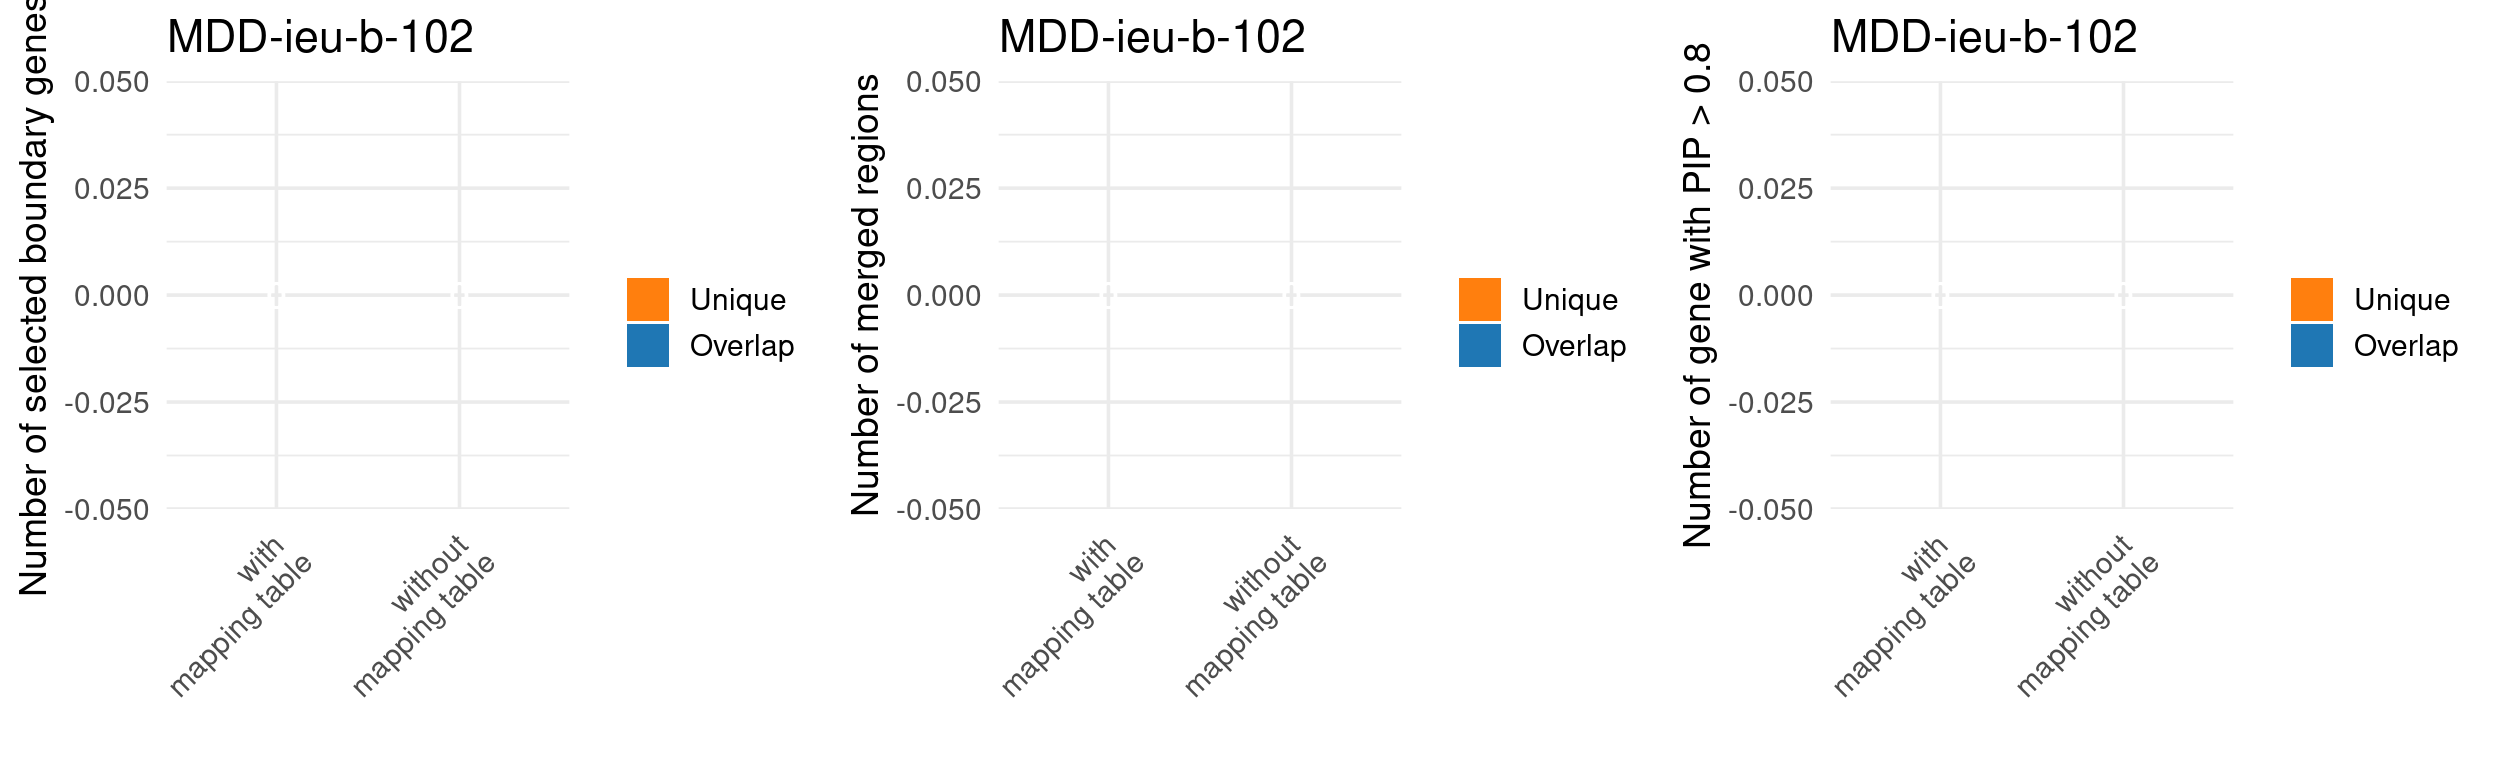 MDD-ieu-b-102
Number of selected boundary genes
0.050
0.025
0.000
-0.025
-0.050
with
mapping table
without
mapping table
Unique
Overlap
MDD-ieu-b-102
Number of merged regions
0.050
0.025
0.000
-0.025
-0.050
with
mapping table
without
mapping table
Unique
Overlap
MDD-ieu-b-102
Number of gene with PIP > 0.8
0.050
0.025
0.000
-0.025
-0.050
with
mapping table
without
mapping table
Unique
Overlap